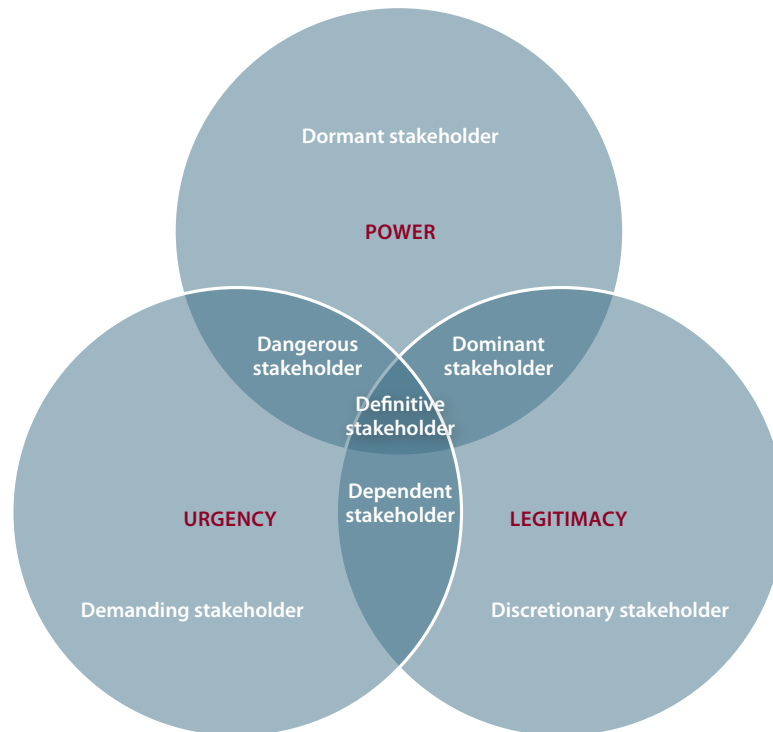 Dormant stakeholder
POWER
Dangerous
stakeholder
Dominant
stakeholder
Definitive
stakeholder
Dependent
stakeholder
URGENCY
LEGITIMACY
Demanding stakeholder
Discretionary stakeholder